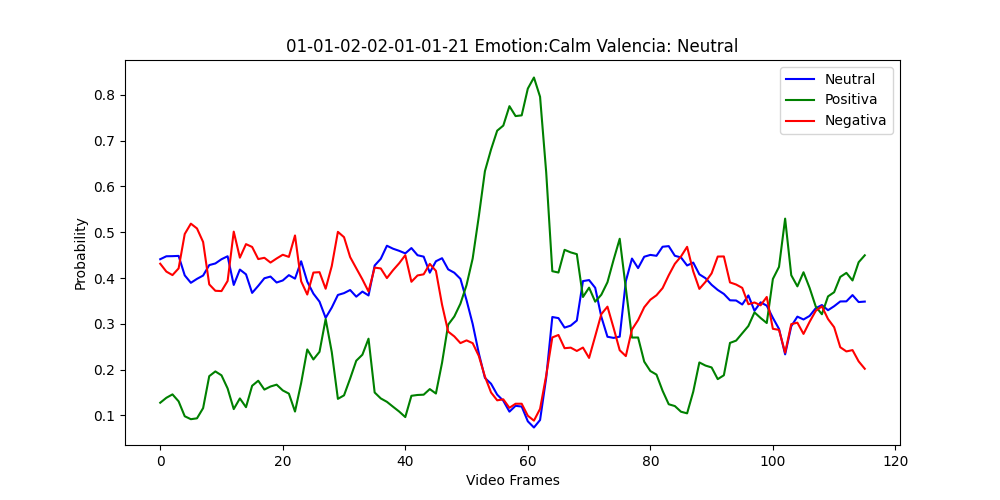 01-01-02-02-01-01-21 Emotion:Calm Valencia: Neutral
Neutral
Positiva
Negativa
Probability
0.8
0.7
0.6
0.5
0.4
0.3
0.2
0.1
0 20 40 60 80 100 120
Video Frames